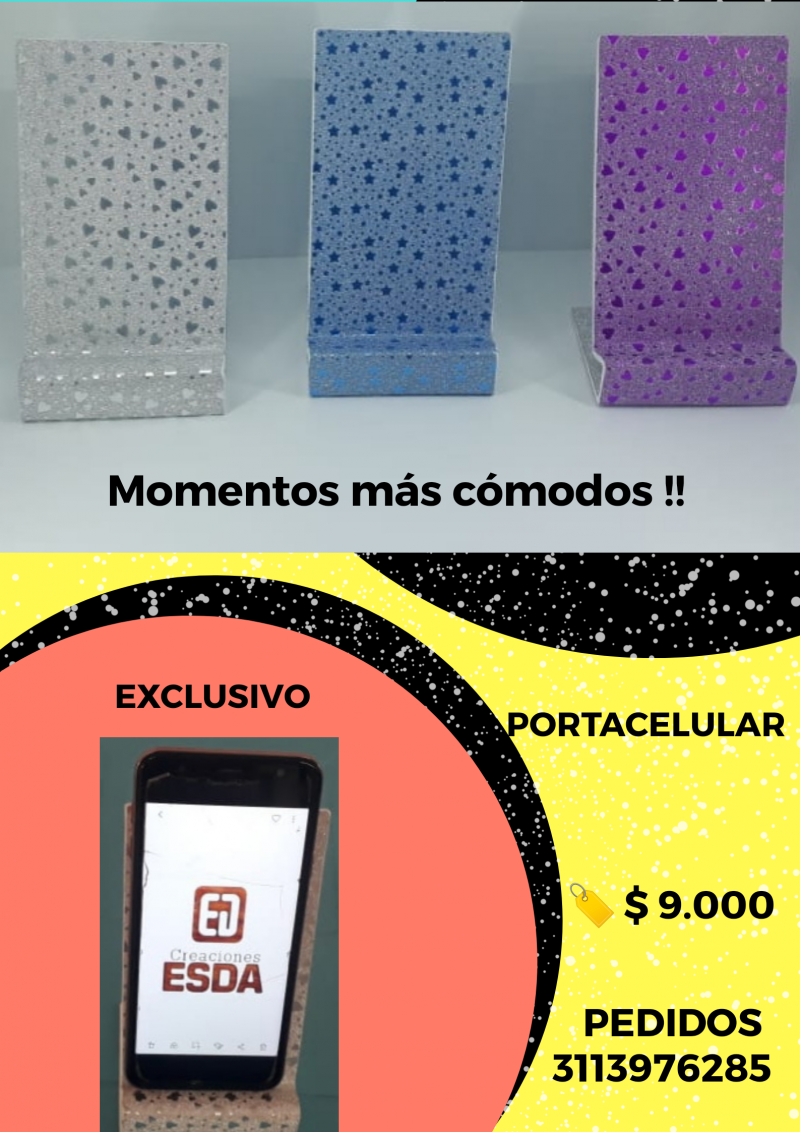 Momentos más cómodos !!
EXCLUSIVO
PORTACELULAR
Creaciones
ESDA
$ 9.000
PEDIDOS
3113976285